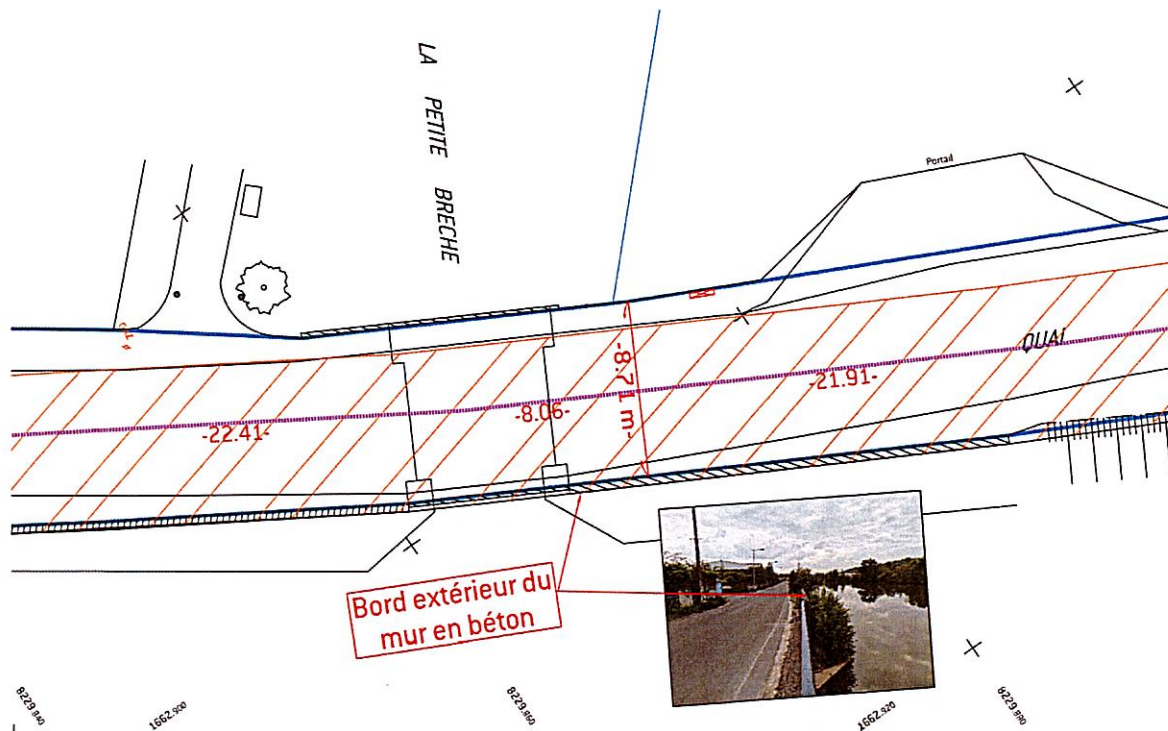 LA PETITE BRECHE
Portail
QUAI
-22.41-
-8.06-
-8.71 m-
-21.91-
Bord extérieur du
mur en béton
8229.840
1662.900
8229.860
1662.920
8229.880